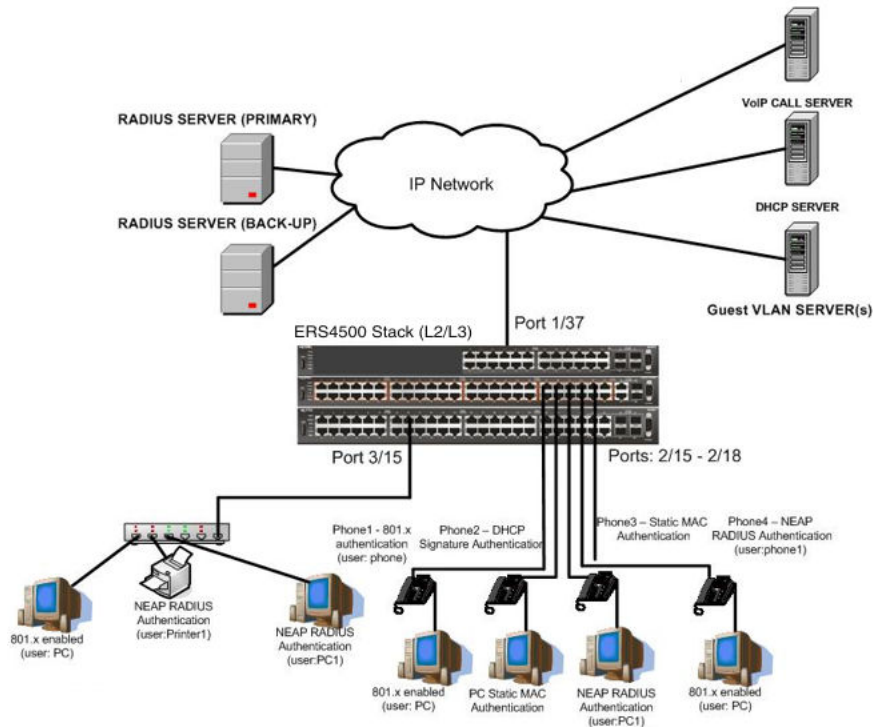 VoIP CALL SERVER
RADIUS SERVER (PRIMARY)
IP Network
DHCP SERVER
RADIUS SERVER (BACK-UP)
Guest VLAN SERVER(s)
Port 1/37
ERS4500 Stack (L2/L3)
Port 3/15
Ports: 2/15 - 2/18
Phone1 - 801.x
authentication
(user: phone)
Phone2 – DHCP
Signature Authentication
Phone3 – Static MAC
Authentication
Phone4 – NEAP
RADIUS Authentication
(user:phone1)
801.x enabled
(user: PC)
NEAP RADIUS
Authentication
(user:Printer1)
NEAP RADIUS
Authentication
(user:PC1)
801.x enabled
(user: PC)
PC Static MAC
Authentication
NEAP RADIUS
Authentication
(user:PC1)
801.x enabled
(user: PC)